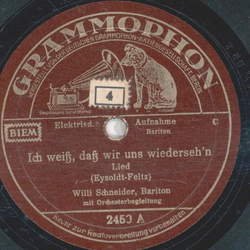 GRAMMOPHON
4
Elektrisch. Aufnahme
BIEM
Bariton
C
Ich weiß, daß wir uns wiederseh'n
Lied
(Eysoldt-Feltz)
Willi Schneider, Bariton
mit Orchesterbegleitung
2453 A